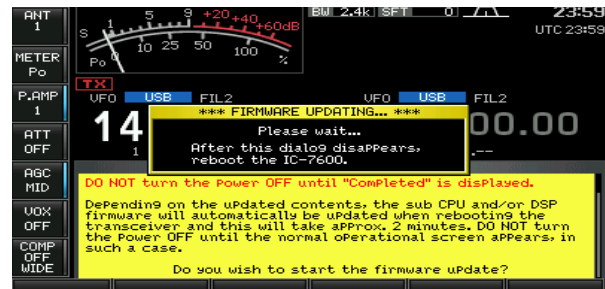 ANT
1
METER
Po
P.AMP
1
ATT
OFF
AGC
MID
VOX
OFF
COMP
OFF
WIDE
S 1 5 9 +20 +40 +60dB
Po 0 10 25 50 100 %
BW 2.4k SFT 0
23:59
UTC 23:59
TX
VFO USB FIL2
VFO USB FIL2
14
00.00
1
.--
*** FIRMWARE UPDATING... ***
Please wait...
After this dialog disappears,
reboot the IC-7600.
DO NOT turn the Power OFF until "Completed" is displayed.
Depending on the updated contents, the sub CPU and/or DSP
firmware will automatically be updated when rebooting the
transceiver and this will take approx. 2 minutes. DO NOT turn
the Power OFF until the normal operational screen appears, in
such a case.
Do you wish to start the firmware update?